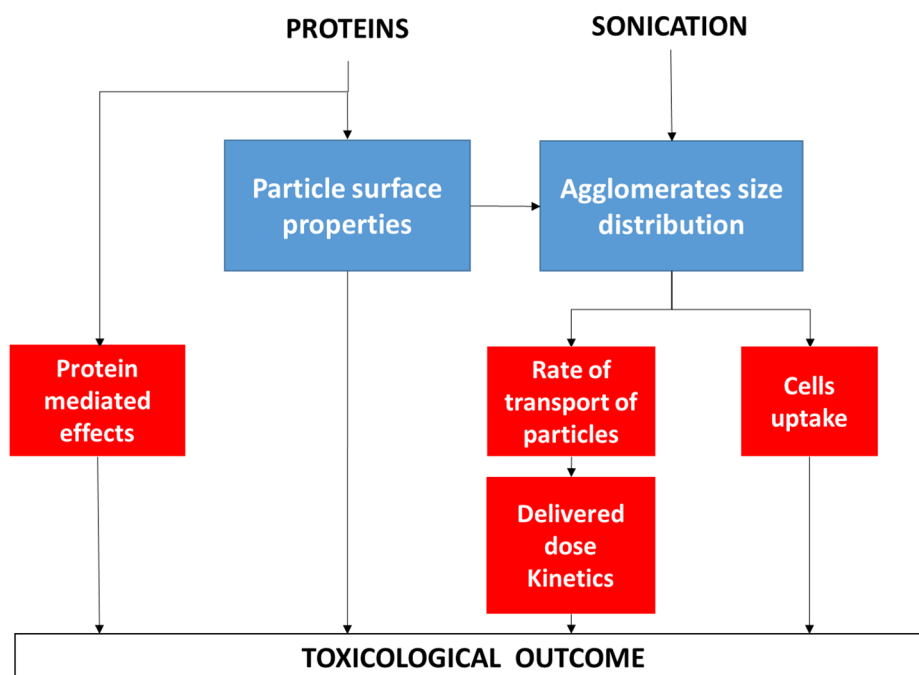 PROTEINS
SONICATION
Particle surface
properties
Agglomerates size
distribution
Protein
mediated
effects
Rate of
transport of
particles
Cells
uptake
Delivered
dose
Kinetics
TOXICOLOGICAL OUTCOME